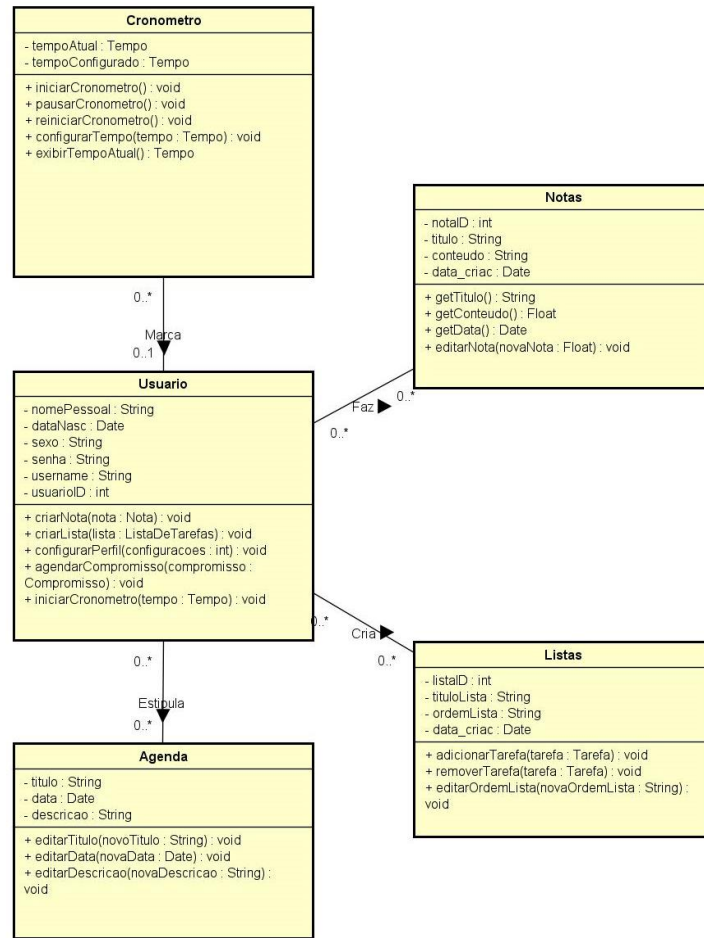 Cronometro
- tempoAtual : Tempo
- tempoConfigurado : Tempo
+ iniciarCronometro() : void
+ pausarCronometro() : void
+ reiniciarCronometro() : void
+ configurarTempo(tempo : Tempo) : void
+ exibirTempoAtual() : Tempo
0..*
Marca
0..1
Notas
- notaID : int
- titulo : String
- conteudo : String
- data_criac : Date
+ getTitulo() : String
+ getConteudo() : Float
+ getData() : Date
+ editarNota(novaNota : Float) : void
0..*
Faz
0..*
Usuario
- nomePessoal : String
- dataNasc : Date
- sexo : String
- senha : String
- username : String
- usuarioID : int
+ criarNota(nota : Nota) : void
+ criarLista(lista : ListaDeTarefas) : void
+ configurarPerfil(configuracoes : int) : void
+ agendarCompromisso(compromisso :
Compromisso) : void
+ iniciarCronometro(tempo : Tempo) : void
0..*
Cria
0..*
Listas
- listaID : int
- tituloLista : String
- ordemLista : String
- data_criac : Date
+ adicionarTarefa(tarefa : Tarefa) : void
+ removerTarefa(tarefa : Tarefa) : void
+ editarOrdemLista(novaOrdemLista : String) :
void
0..*
Estipula
0..*
Agenda
- titulo : String
- data : Date
- descricao : String
+ editarTitulo(novoTitulo : String) : void
+ editarData(novaData : Date) : void
+ editarDescricao(novaDescricao : String) :
void